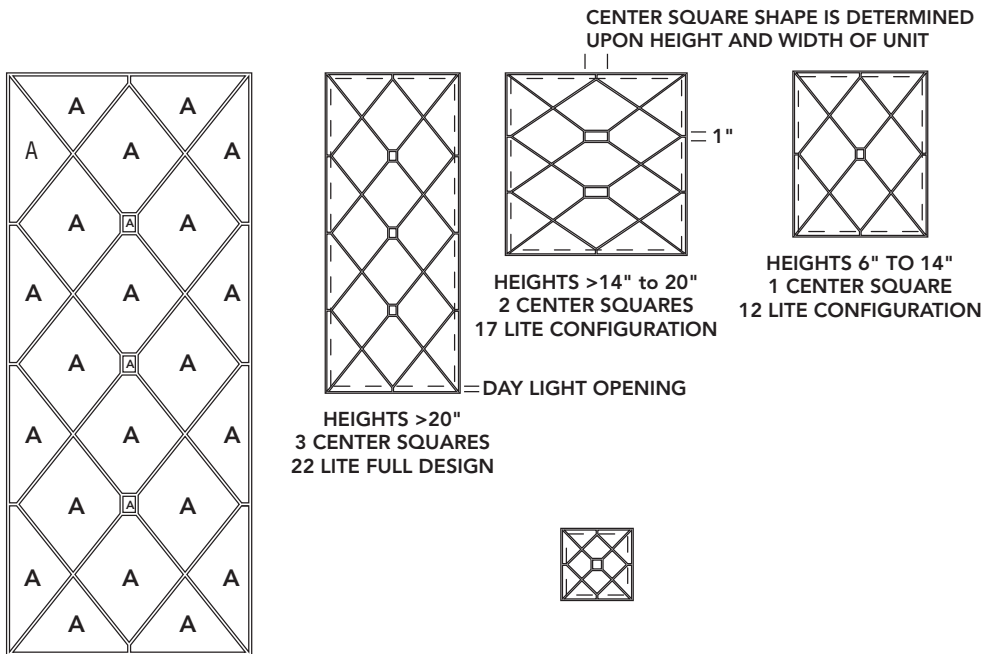 A A
A A A
A A A
A A A
A A A
A A A
A A A
A A A
A A
HEIGHTS >20"
3 CENTER SQUARES
22 LITE FULL DESIGN
DAY LIGHT OPENING
CENTER SQUARE SHAPE IS DETERMINED
UPON HEIGHT AND WIDTH OF UNIT
1"
HEIGHTS >14" to 20"
2 CENTER SQUARES
17 LITE CONFIGURATION
HEIGHTS 6" TO 14"
1 CENTER SQUARE
12 LITE CONFIGURATION